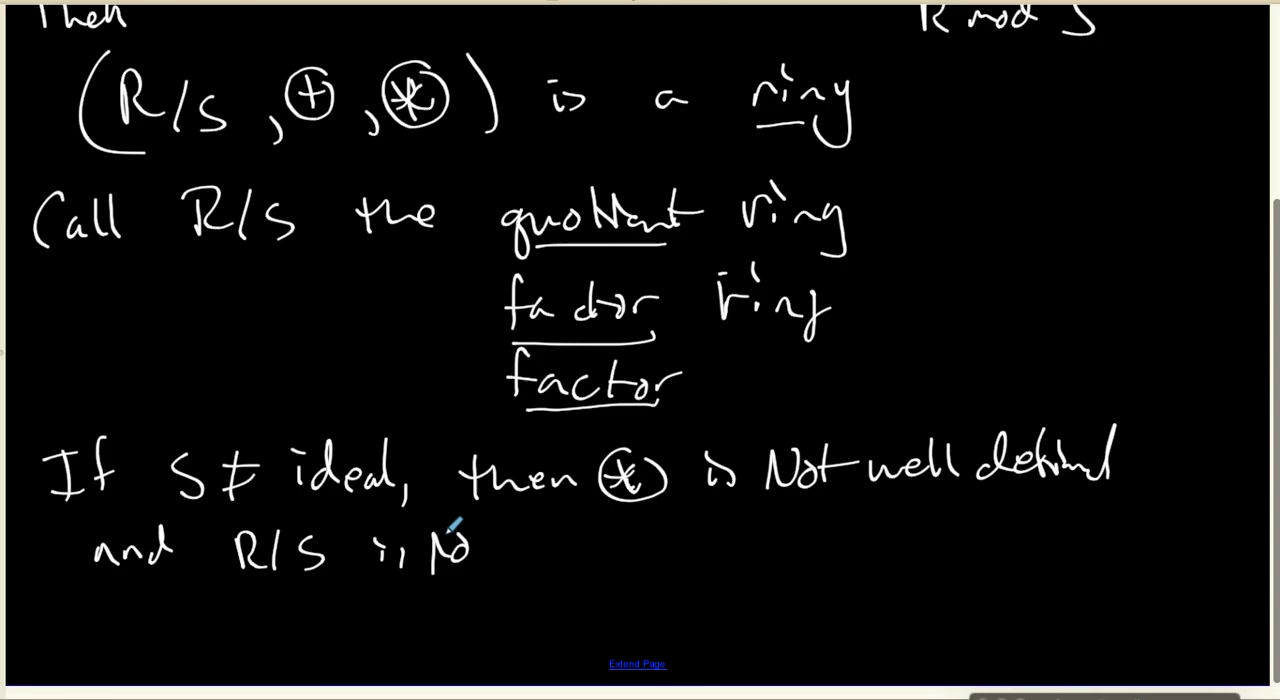 Then R mod S
(R/S, ⊕, ⊛) is a ring
Call R/S the quotient ring
factor ring
factor
If S ≠ ideal, then ⊛ is Not well defined
and R/S is No
Extend Page